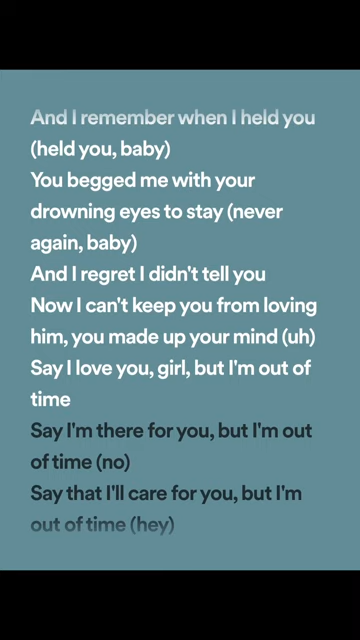 And I remember when I held you
(held you, baby)
You begged me with your
drowning eyes to stay (never
again, baby)
And I regret I didn't tell you
Now I can't keep you from loving
him, you made up your mind (uh)
Say I love you, girl, but I'm out of
time
Say I'm there for you, but I'm out
of time (no)
Say that I'll care for you, but I'm
out of time (hey)